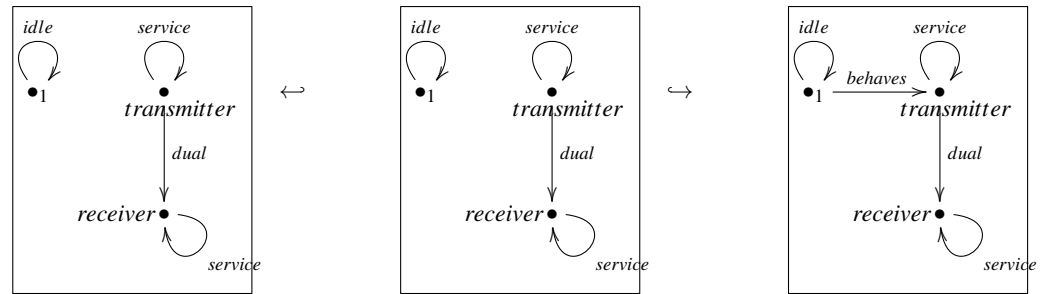 idle service
1
transmitter
dual
receiver
service
idle service
1
transmitter
dual
receiver
service
idle service
behaves
1
transmitter
dual
receiver
service